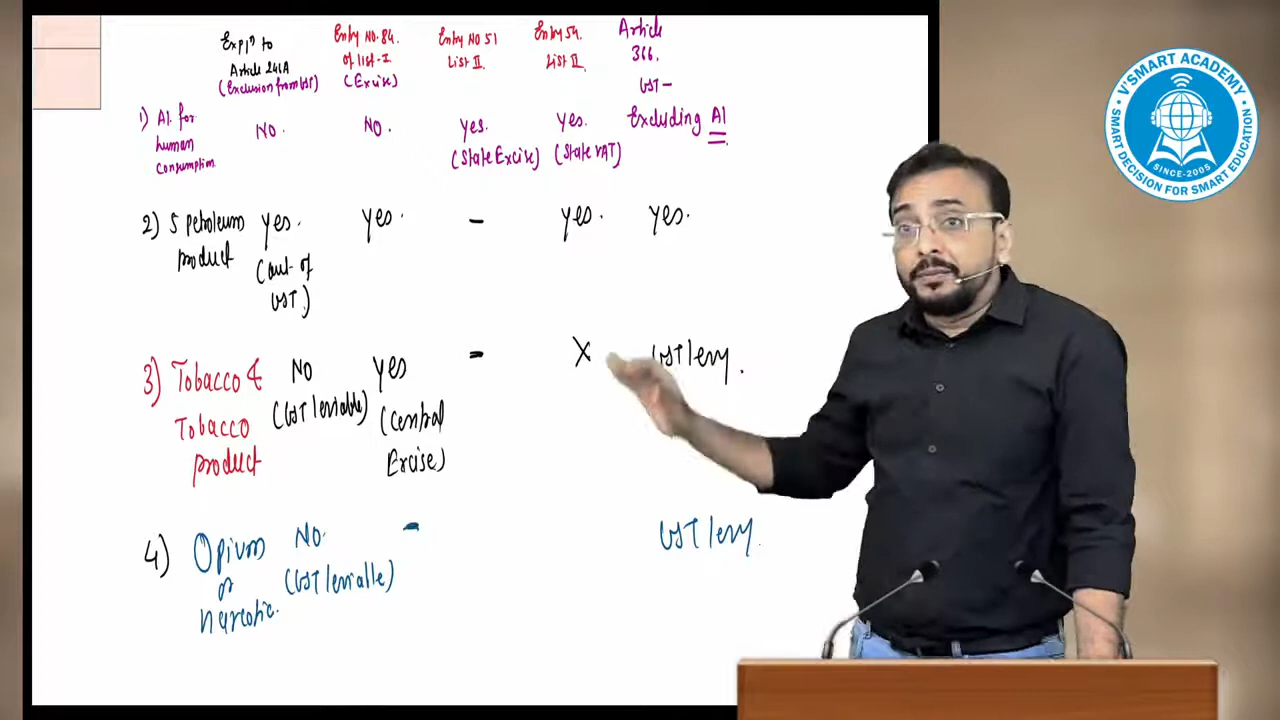 Expl^n to
Article 246A
(Exclusion from GST)
Entry No. 84.
of list-I
(Excise)
Entry No 51
List II.
Entry 54.
List II.
Article
366.
GST -
Excluding Al
1) Al. for
human
Consumption.
No.
No.
Yes.
(State Excise)
Yes.
(State VAT)
2) 5 Petroleum
product
Yes.
(out of
GST)
Yes.
-
Yes.
Yes.
3) Tobacco &
Tobacco
product
No
(GST leviable)
Yes
(Central
Excise)
-
X
GST levy.
4) Opium
or
narcotic.
No.
(GST leviable)
-
GST levy.
V'SMART ACADEMY
SINCE-2005
SMART DECISION FOR SMART EDUCATION